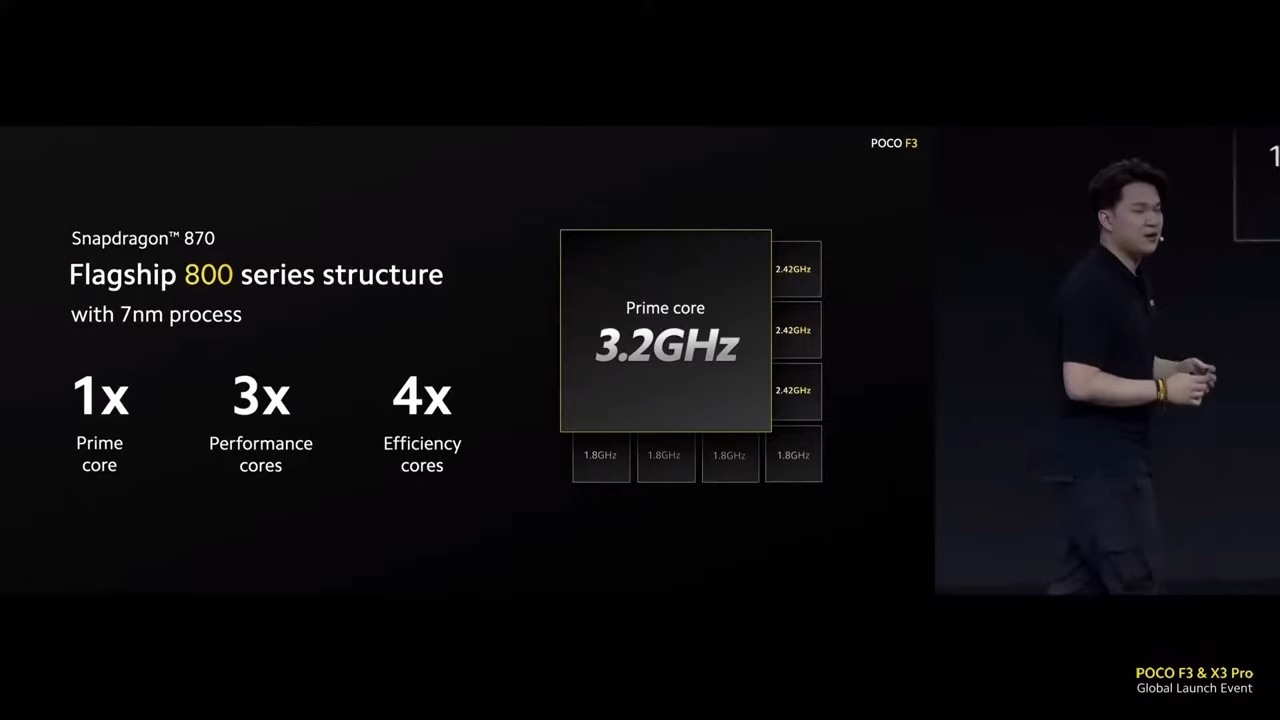 POCO F3
Snapdragon™ 870
Flagship 800 series structure
with 7nm process
1x
Prime
core
3x
Performance
cores
4x
Efficiency
cores
Prime core
3.2GHz
2.42GHz
2.42GHz
2.42GHz
1.8GHz
1.8GHz
1.8GHz
1.8GHz
1
POCO F3 & X3 Pro
Global Launch Event